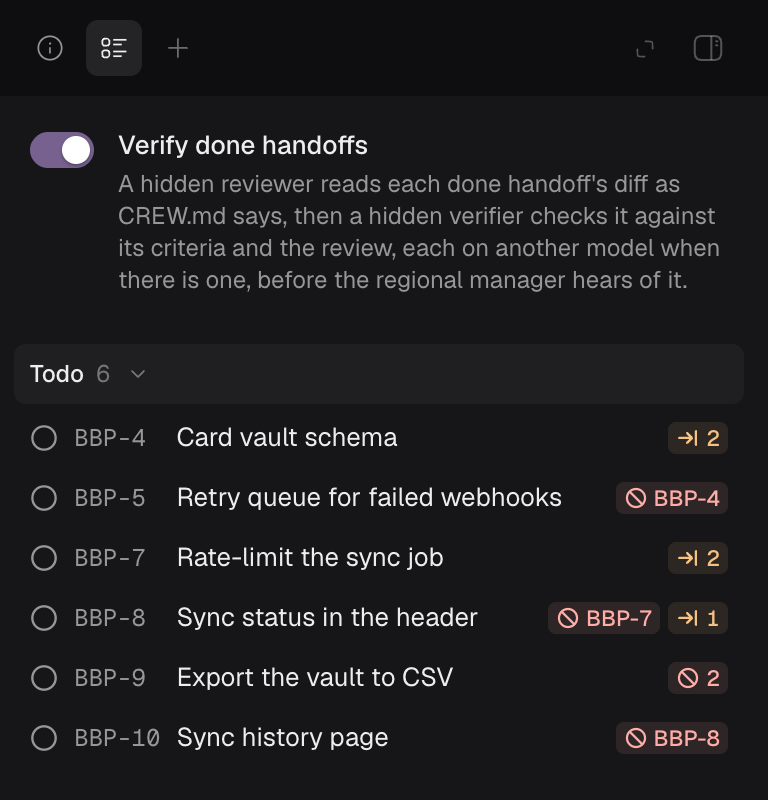 Verify done handoffs
A hidden reviewer reads each done handoff's diff as
CREW.md says, then a hidden verifier checks it against
its criteria and the review, each on another model when
there is one, before the regional manager hears of it.
Todo 6
BBP-4 Card vault schema 2
BBP-5 Retry queue for failed webhooks BBP-4
BBP-7 Rate-limit the sync job 2
BBP-8 Sync status in the header BBP-7 1
BBP-9 Export the vault to CSV 2
BBP-10 Sync history page BBP-8